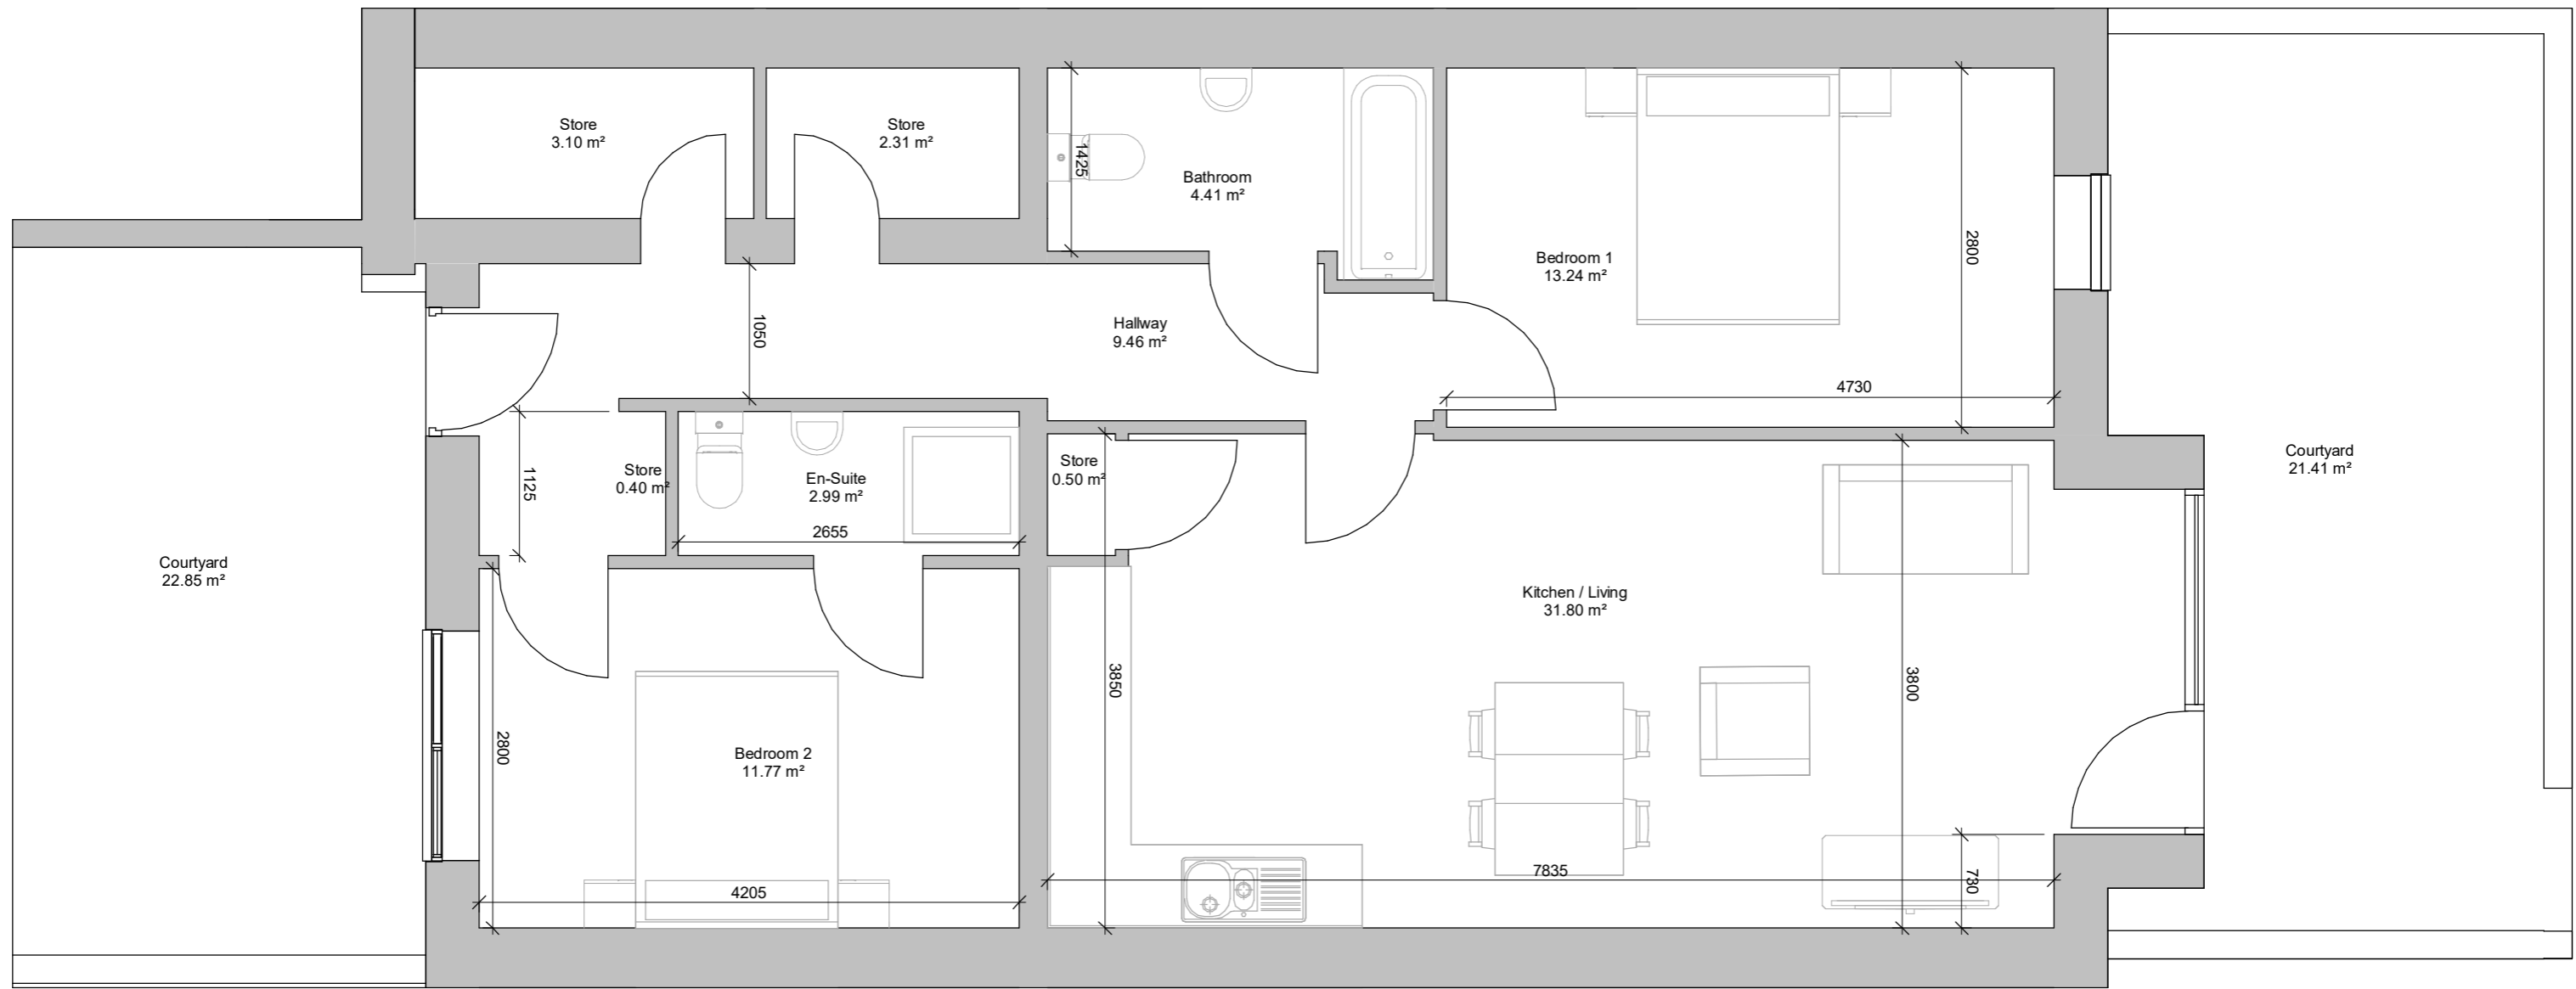 Store
3.10 m²
Store
2.31 m²
1425
Bathroom
4.41 m²
Bedroom 1
13.24 m²
2800
1050
Hallway
9.46 m²
4730
Courtyard
22.85 m²
1125
Store
0.40 m²
En-Suite
2.99 m²
2655
Store
0.50 m²
Courtyard
21.41 m²
Kitchen / Living
31.80 m²
3850
3800
2800
Bedroom 2
11.77 m²
4205
7835
730